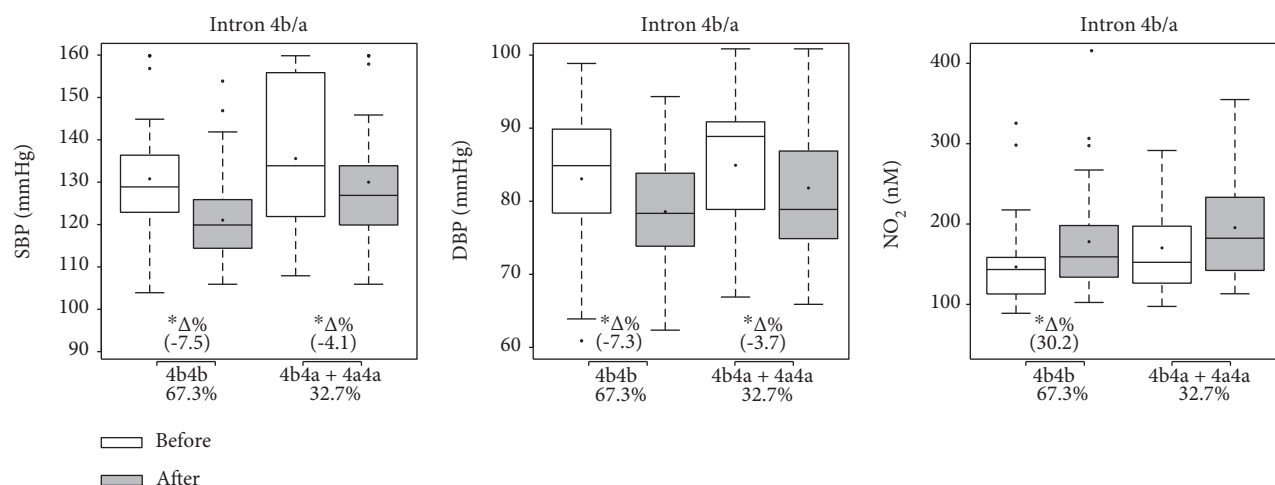 Intron 4b/a
SBP (mmHg)
160
150
140
130
120
110
100
90
*Δ%
(-7.5)
*Δ%
(-4.1)
4b4b
67.3%
4b4a + 4a4a
32.7%
Intron 4b/a
DBP (mmHg)
100
90
80
70
60
*Δ%
(-7.3)
*Δ%
(-3.7)
4b4b
67.3%
4b4a + 4a4a
32.7%
Intron 4b/a
NO₂ (nM)
400
300
200
100
*Δ%
(30.2)
4b4b
67.3%
4b4a + 4a4a
32.7%
Before
After